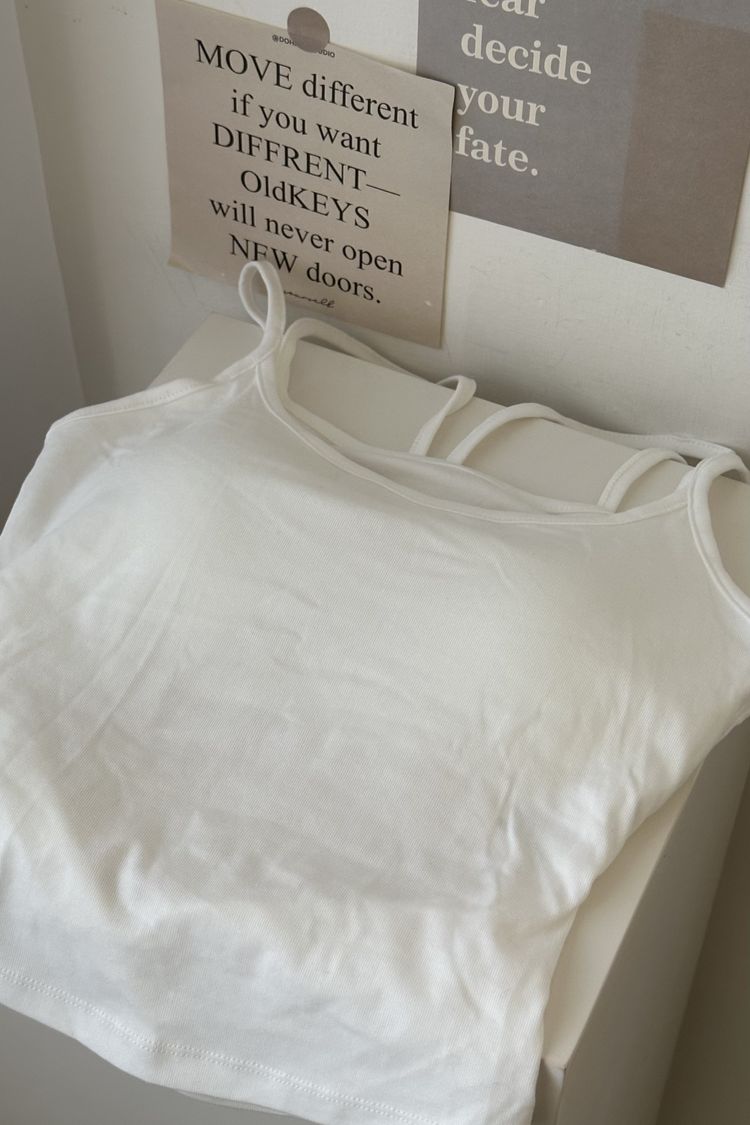 MOVE different
if you want
DIFFRENT—
OldKEYS
will never open
NEW doors.
decide
your
fate.